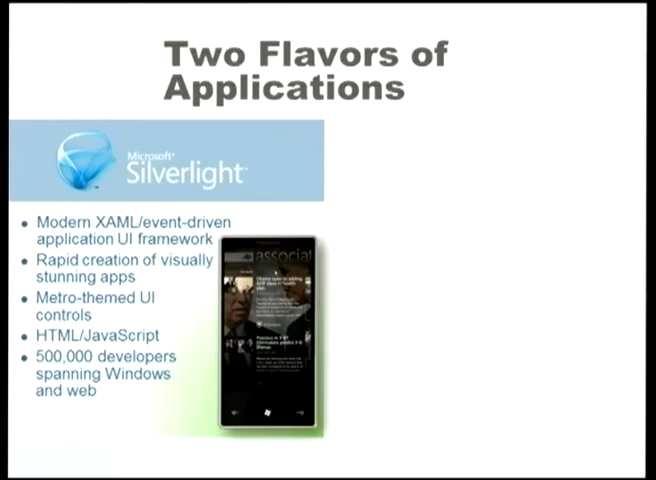 Two Flavors of
Applications
Microsoft®
Silverlight™
• Modern XAML/event-driven
application UI framework
• Rapid creation of visually
stunning apps
• Metro-themed UI
controls
• HTML/JavaScript
• 500,000 developers
spanning Windows
and web
associat